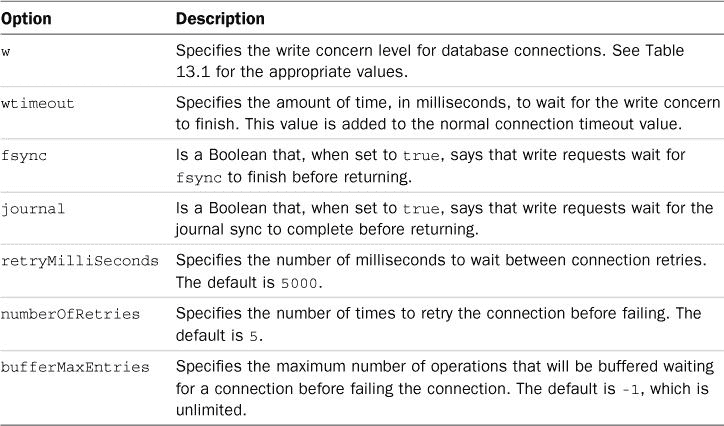 Option Description
w Specifies the write concern level for database connections. See Table
13.1 for the appropriate values.
wtimeout Specifies the amount of time, in milliseconds, to wait for the write concern
to finish. This value is added to the normal connection timeout value.
fsync Is a Boolean that, when set to true, says that write requests wait for
fsync to finish before returning.
journal Is a Boolean that, when set to true, says that write requests wait for the
journal sync to complete before returning.
retryMilliSeconds Specifies the number of milliseconds to wait between connection retries.
The default is 5000.
numberOfRetries Specifies the number of times to retry the connection before failing. The
default is 5.
bufferMaxEntries Specifies the maximum number of operations that will be buffered waiting
for a connection before failing the connection. The default is -1, which is
unlimited.